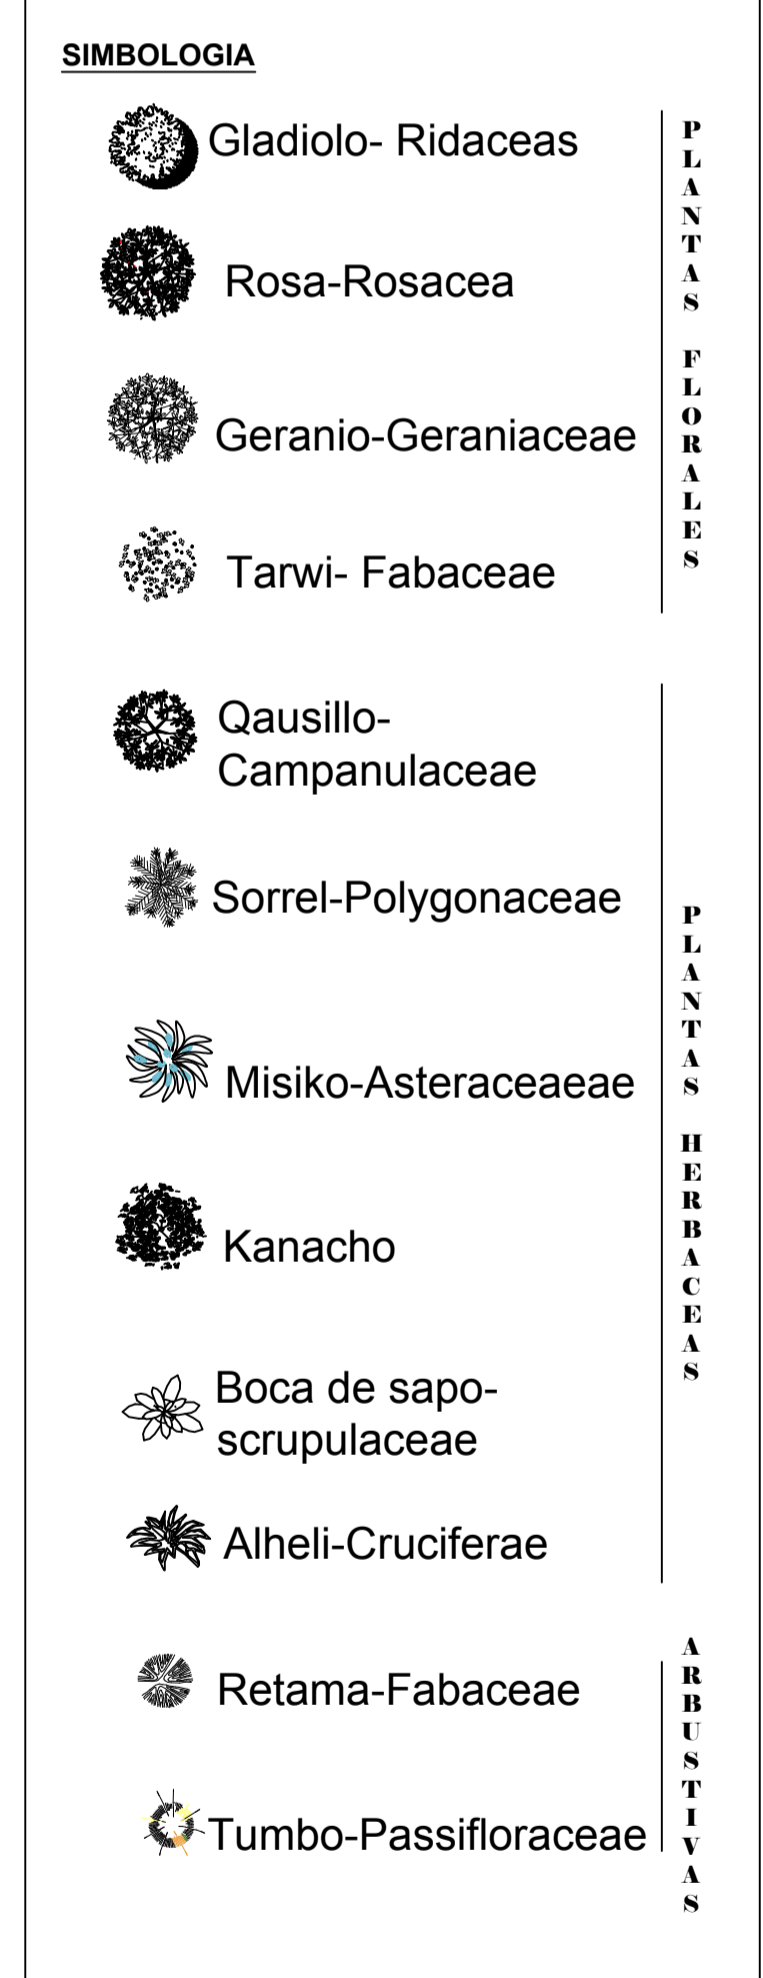 SIMBOLOGIA
Gladiolo- Ridaceas
Rosa-Rosacea
Geranio-Geraniaceae
Tarwi- Fabaceae
PLANTAS FLORALES
Qausillo-
Campanulaceae
Sorrel-Polygonaceae
Misiko-Asteraceaeae
Kanacho
Boca de sapo-
scrupulaceae
Alheli-Cruciferae
PLANTAS HERBACEAS
Retama-Fabaceae
Tumbo-Passifloraceae
ARBUSTIVAS